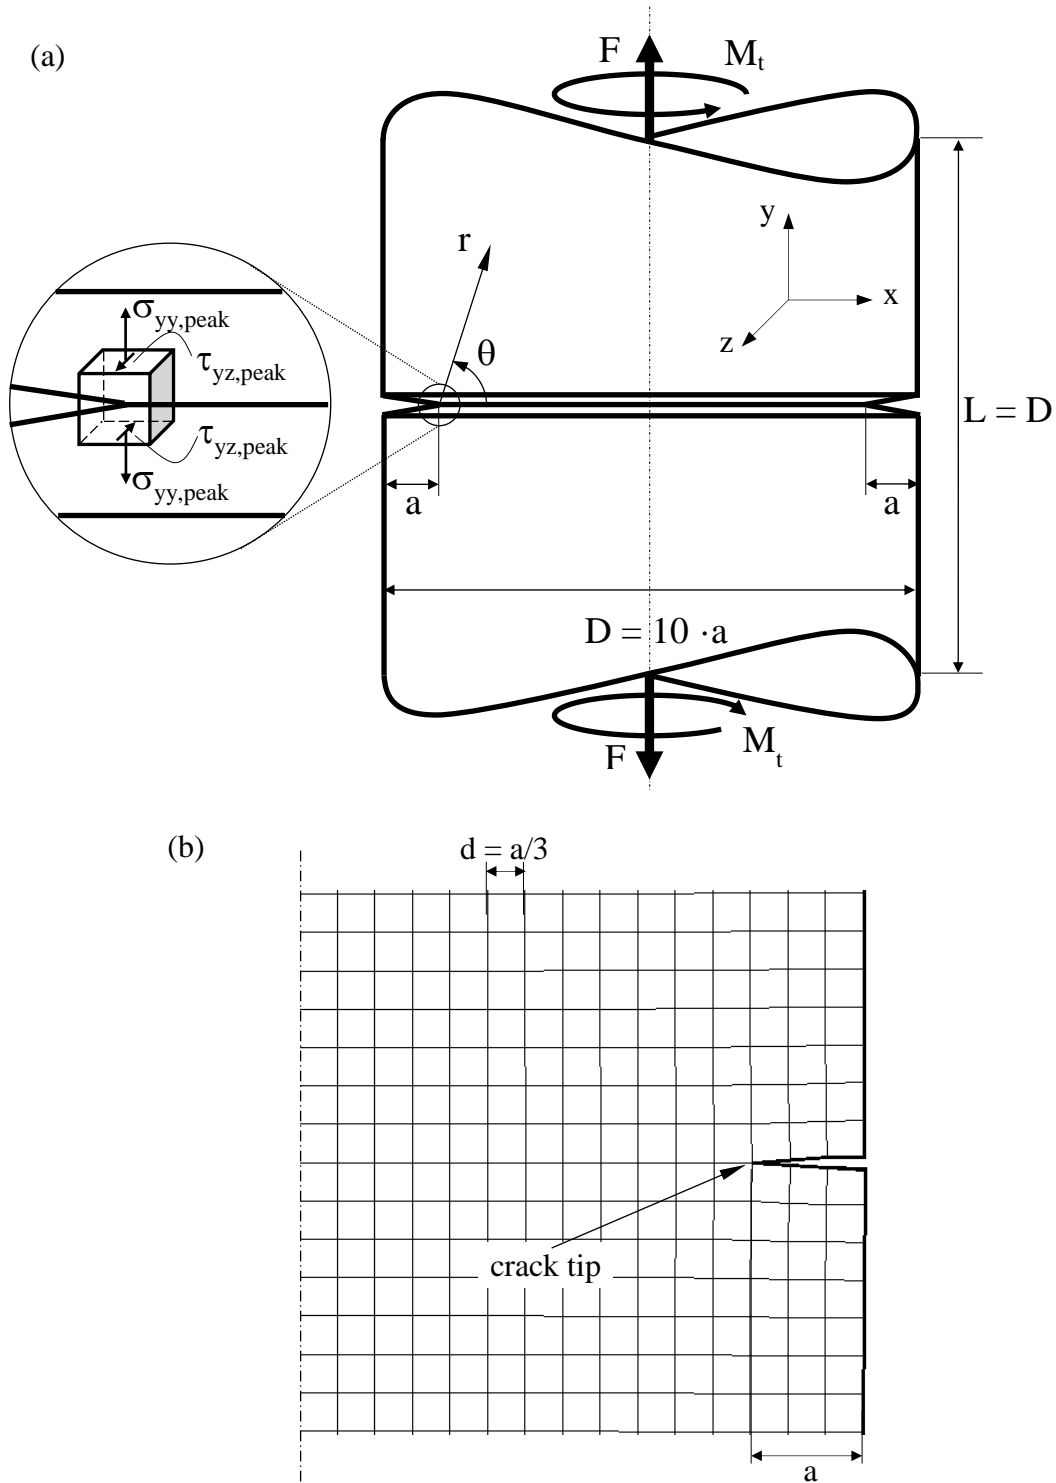 (a)
F
M_t
y
x
z
r
θ
σ_yy,peak
τ_yz,peak
τ_yz,peak
σ_yy,peak
L = D
a
a
D = 10 · a
F
M_t
(b)
d = a/3
crack tip
a